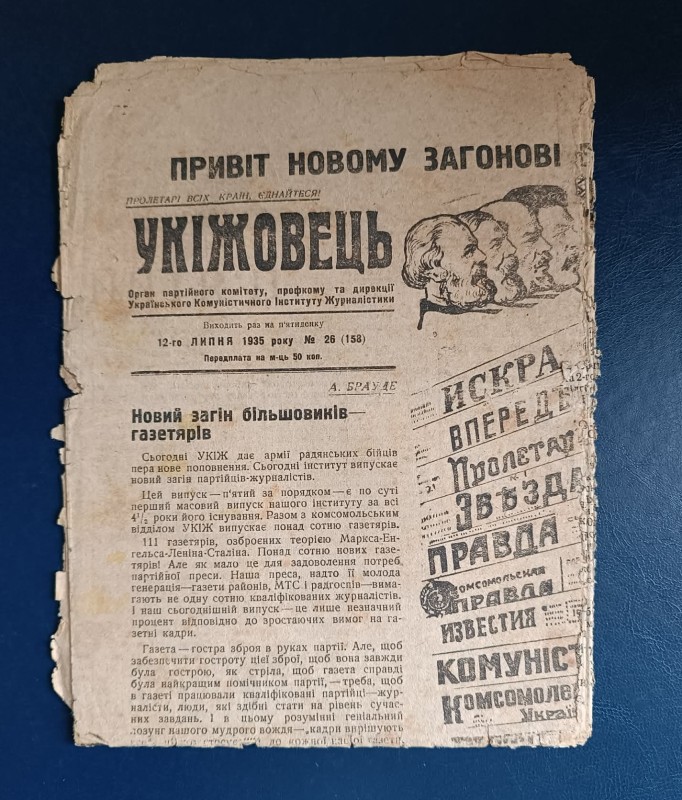 ПРИВІТ НОВОМУ ЗАГОНОВІ
ПРОЛЕТАРІ ВСІХ КРАЇН, ЄДНАЙТЕСЯ!
УКІЖОВЕЦЬ
Орган партійного комітету, профкому та дирекції
Українського Комуністичного Інституту Журналістики
Виходить раз на п'ятиденку
12-го ЛИПНЯ 1935 року № 26 (158)
Передплата на м-ць 50 коп.
А. БРАУДЕ
Новий загін більшовиків—
газетярів
Сьогодні УКІЖ дає армії радянських бійців
пера нове поповнення. Сьогодні інститут випускає
новий загін партійців-журналістів.
Цей випуск—п'ятий за порядком—є по суті
перший масовий випуск нашого інституту за всі
4½ роки його існування. Разом з комсомольським
відділом УКІЖ випускає понад сотню газетярів.
111 газетярів, озброєних теорією Маркса-Ен-
гельса-Леніна-Сталіна. Понад сотню нових газе-
тярів! Але як мало це для задоволення потреб
партійної преси. Наша преса, надто її молода
генерація—газети районів, МТС і радгоспів—вима-
гають не одну сотню кваліфікованих журналістів.
І наш сьогоднішній випуск—це лише незначний
процент відповідно до зростаючих вимог на га-
зетні кадри.
Газета—гостра зброя в руках партії. Але, щоб
забезпечити гостроту цієї зброї, щоб вона завжди
була гострою, як стріла, щоб газета справді
була найкращим помічником партії,—треба, щоб
в газеті працювали кваліфіковані партійці—жур-
налісти, люди, які здібні стати на рівень сучас-
них завдань. І в цьому розумінні геніальний
лозунг нашого мудрого вождя—„кадри вирішують
до кожної нашої газети,
ИСКРА
ВПЕРЕДЪ
ПРОЛЕТАР
ЗВѢЗДА
ПРАВДА
КОМСОМОЛЬСКАЯ
ПРАВДА
ИЗВЕСТИЯ
КОМУНІСТ
КОМСОМОЛЕ
Украї